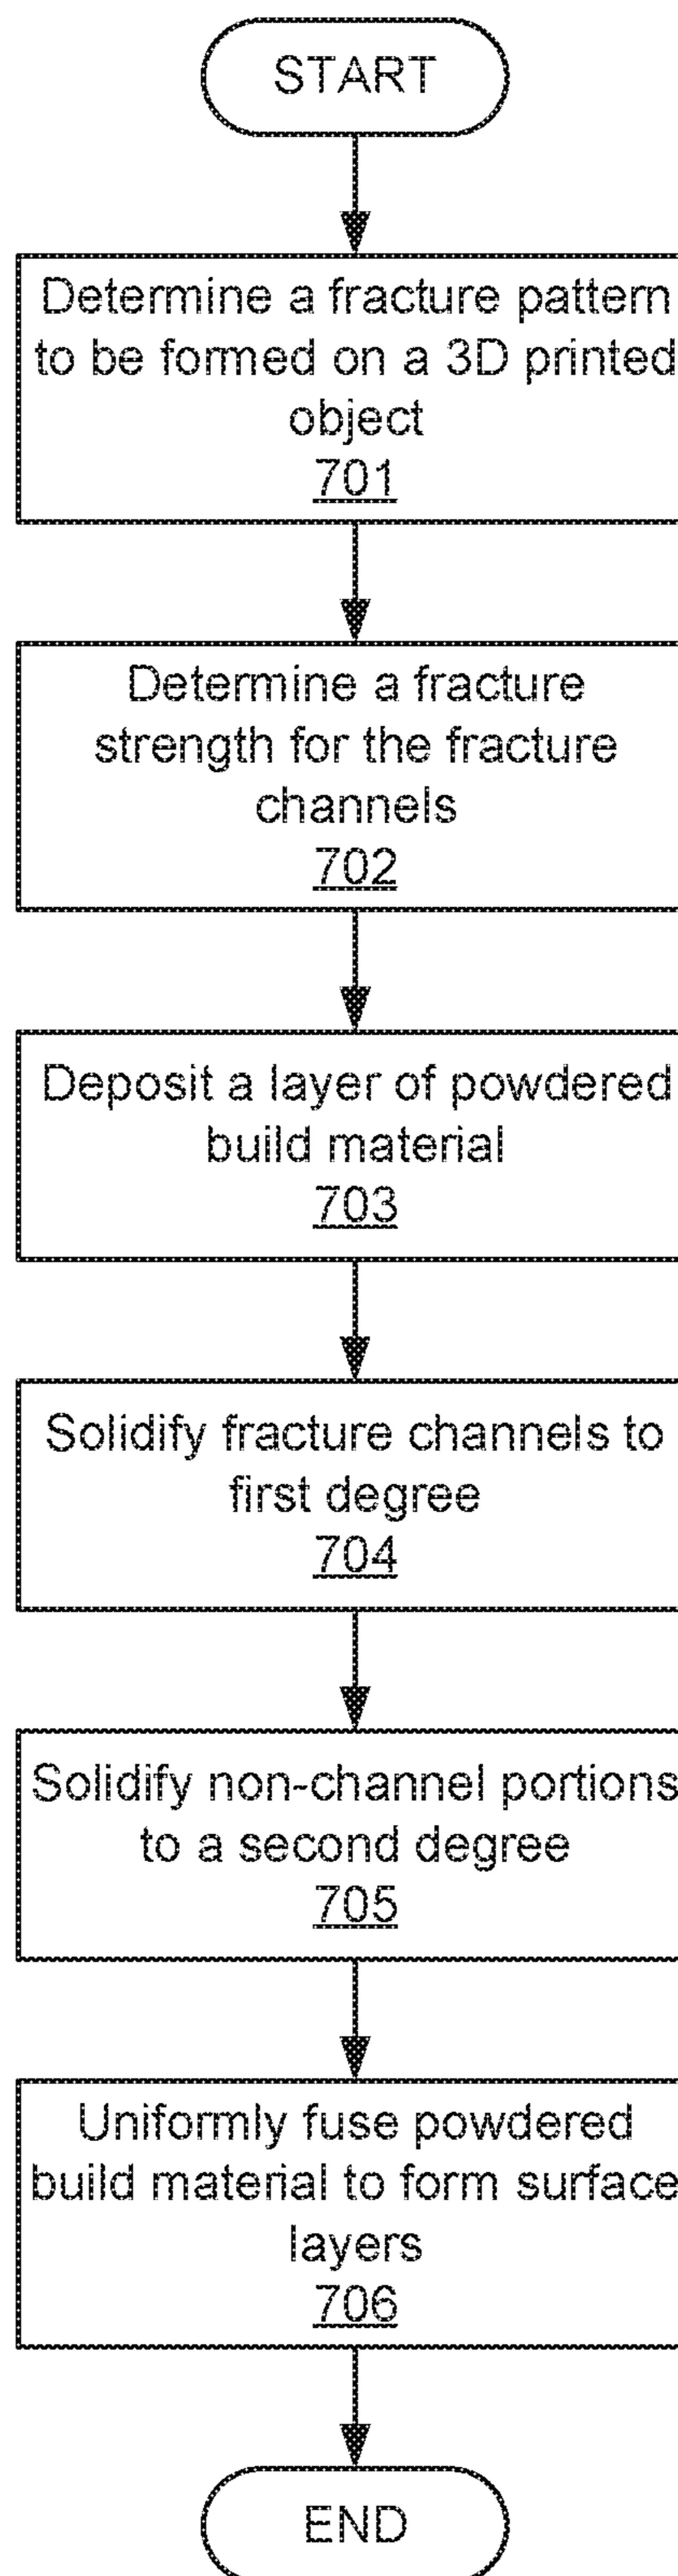 START
Determine a fracture pattern
to be formed on a 3D printed
object
701
Determine a fracture
strength for the fracture
channels
702
Deposit a layer of powdered
build material
703
Solidify fracture channels to
first degree
704
Solidify non-channel portions
to a second degree
705
Uniformly fuse powdered
build material to form surface
layers
706
END